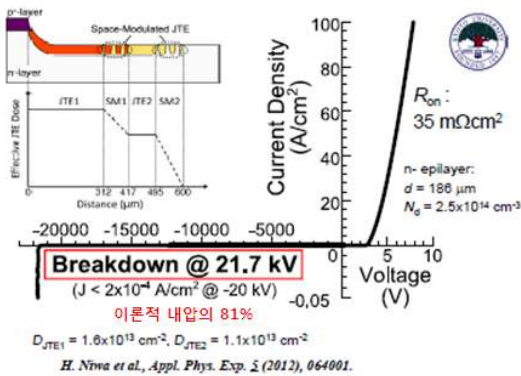 p⁺-layer
Space-Modulated JTE
n-layer
JTE1
SM1
JTE2
SM2
Effective JTE Dose
0
312
417
495
600
Distance (μm)
Current Density
(A/cm²)
100
80
60
40
20
Ron :
35 mΩcm²
n- epilayer:
d = 186 μm
Nd = 2.5x10¹⁴ cm⁻³
-20000
-15000
-10000
-5000
0
5
10
Breakdown @ 21.7 kV
(J < 2x10⁻⁴ A/cm² @ -20 kV)
이론적 내압의 81%
-0,05
Voltage
(V)
DJTE1 = 1.6x10¹³ cm⁻², DJTE2 = 1.1x10¹³ cm⁻²
H. Niwa et al., Appl. Phys. Exp. 5 (2012), 064001.